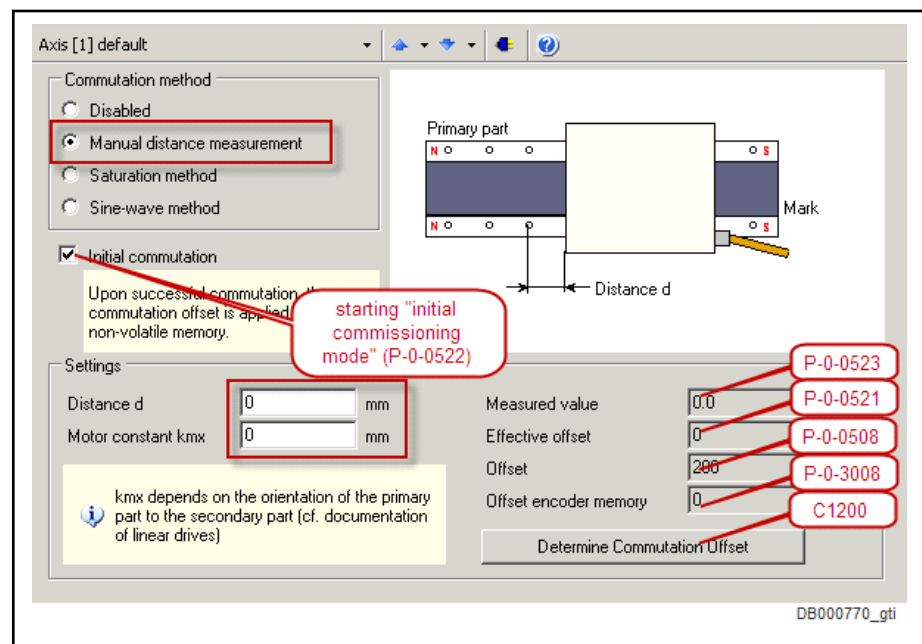 Axis [1] default
Commutation method
Disabled
Manual distance measurement
Saturation method
Sine-wave method
Initial commutation
Upon successful commutation, t
commutation offset is applied
non-volatile memory.
starting "initial
commissioning
mode" (P-0-0522)
Primary part
N
S
N
S
Mark
Distance d
Settings
Distance d 0 mm
Motor constant kmx 0 mm
kmx depends on the orientation of the primary
part to the secondary part (cf. documentation
of linear drives)
Measured value 0.0 P-0-0523
Effective offset 0 P-0-0521
Offset 200 P-0-0508
Offset encoder memory 0 P-0-3008
C1200
Determine Commutation Offset
DB000770_gti